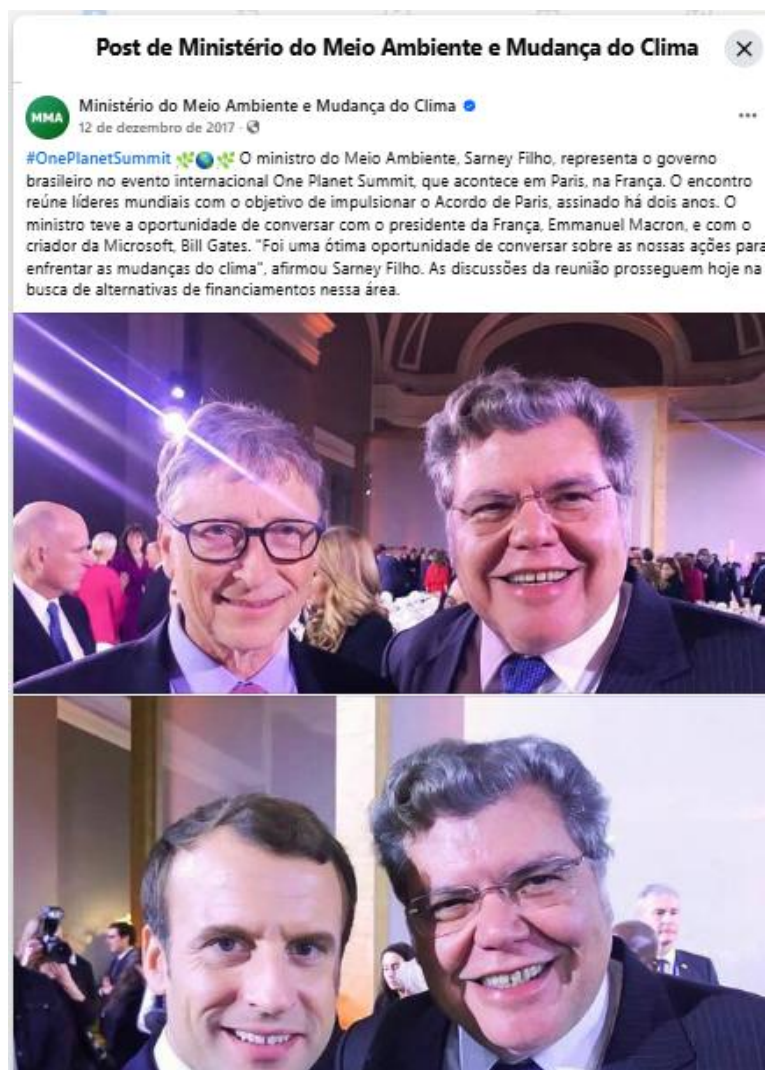 Post de Ministério do Meio Ambiente e Mudança do Clima
MMA
Ministério do Meio Ambiente e Mudança do Clima
12 de dezembro de 2017
#OnePlanetSummit 🌿🌎🌿 O ministro do Meio Ambiente, Sarney Filho, representa o governo
brasileiro no evento internacional One Planet Summit, que acontece em Paris, na França. O encontro
reúne líderes mundiais com o objetivo de impulsionar o Acordo de Paris, assinado há dois anos. O
ministro teve a oportunidade de conversar com o presidente da França, Emmanuel Macron, e com o
criador da Microsoft, Bill Gates. "Foi uma ótima oportunidade de conversar sobre as nossas ações para
enfrentar as mudanças do clima", afirmou Sarney Filho. As discussões da reunião prosseguem hoje na
busca de alternativas de financiamentos nessa área.